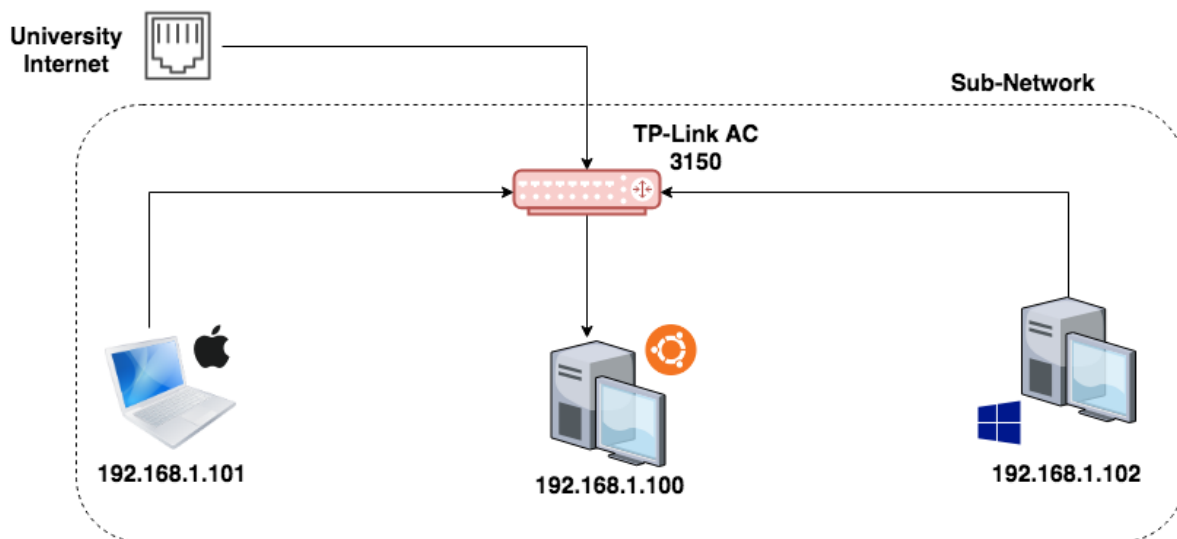 University
Internet
Sub-Network
TP-Link AC
3150
192.168.1.101
192.168.1.100
192.168.1.102